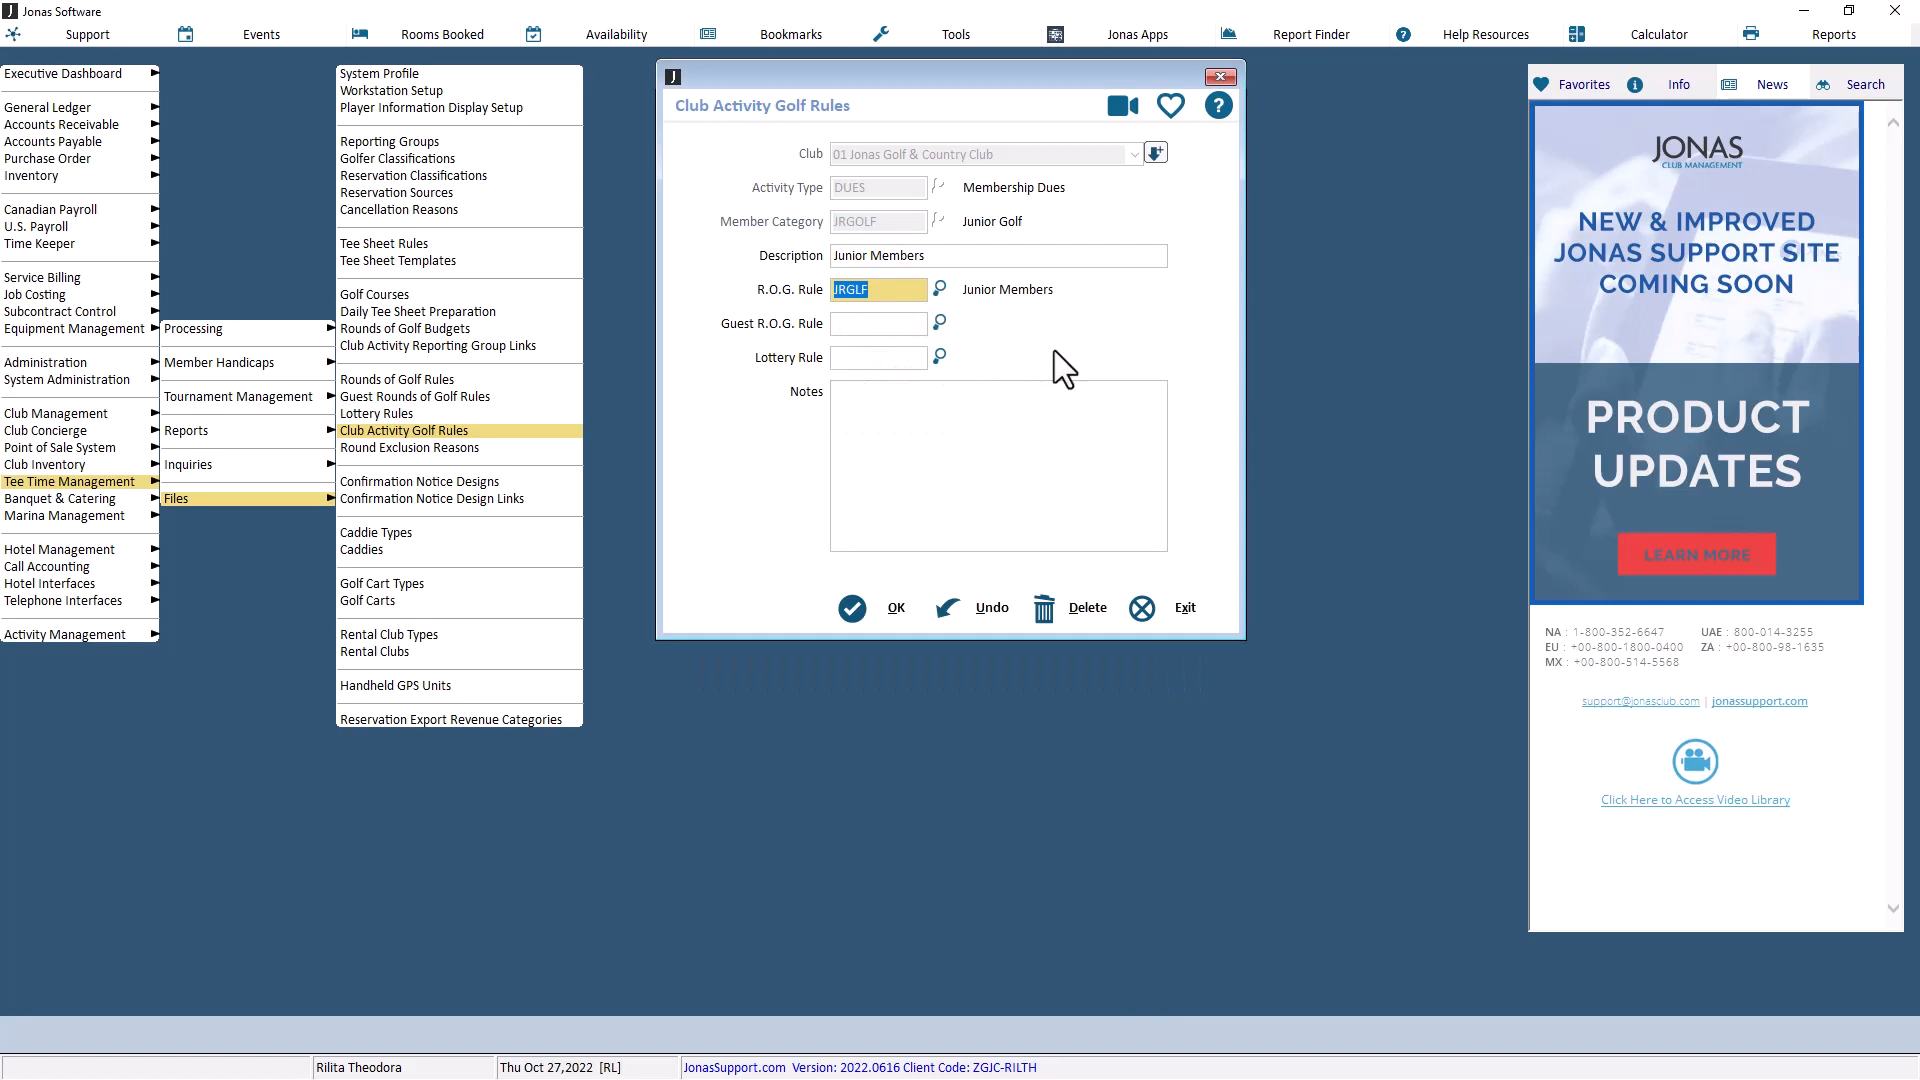 Jonas Software
Support
Events
Rooms Booked
Availability
Bookmarks
Tools
Jonas Apps
Report Finder
Help Resources
Calculator
Reports
Executive Dashboard
General Ledger
Accounts Receivable
Accounts Payable
Purchase Order
Inventory
Canadian Payroll
U.S. Payroll
Time Keeper
Service Billing
Job Costing
Subcontract Control
Equipment Management
Administration
System Administration
Club Management
Club Concierge
Point of Sale System
Club Inventory
Tee Time Management
Banquet & Catering
Marina Management
Hotel Management
Call Accounting
Hotel Interfaces
Telephone Interfaces
Activity Management
Processing
Member Handicaps
Tournament Management
Reports
Inquiries
Files
System Profile
Workstation Setup
Player Information Display Setup
Reporting Groups
Golfer Classifications
Reservation Classifications
Reservation Sources
Cancellation Reasons
Tee Sheet Rules
Tee Sheet Templates
Golf Courses
Daily Tee Sheet Preparation
Rounds of Golf Budgets
Club Activity Reporting Group Links
Rounds of Golf Rules
Guest Rounds of Golf Rules
Lottery Rules
Club Activity Golf Rules
Round Exclusion Reasons
Confirmation Notice Designs
Confirmation Notice Design Links
Caddie Types
Caddies
Golf Cart Types
Golf Carts
Rental Club Types
Rental Clubs
Handheld GPS Units
Reservation Export Revenue Categories
Club Activity Golf Rules
Club 01 Jonas Golf & Country Club
Activity Type DUES Membership Dues
Member Category JRGOLF Junior Golf
Description Junior Members
R.O.G. Rule JRGLF Junior Members
Guest R.O.G. Rule
Lottery Rule
Notes
OK Undo Delete Exit
Favorites Info News Search
JONAS
CLUB MANAGEMENT
NEW & IMPROVED
JONAS SUPPORT SITE
COMING SOON
PRODUCT
UPDATES
LEARN MORE
NA : 1-800-352-6647 UAE : 800-014-3255
EU : +00-800-1800-0400 ZA : +00-800-98-1635
MX : +00-800-514-5568
support@jonasclub.com | jonassupport.com
Click Here to Access Video Library
Rilita Theodora
Thu Oct 27,2022 [RL]
JonasSupport.com Version: 2022.0616 Client Code: ZGJC-RILTH